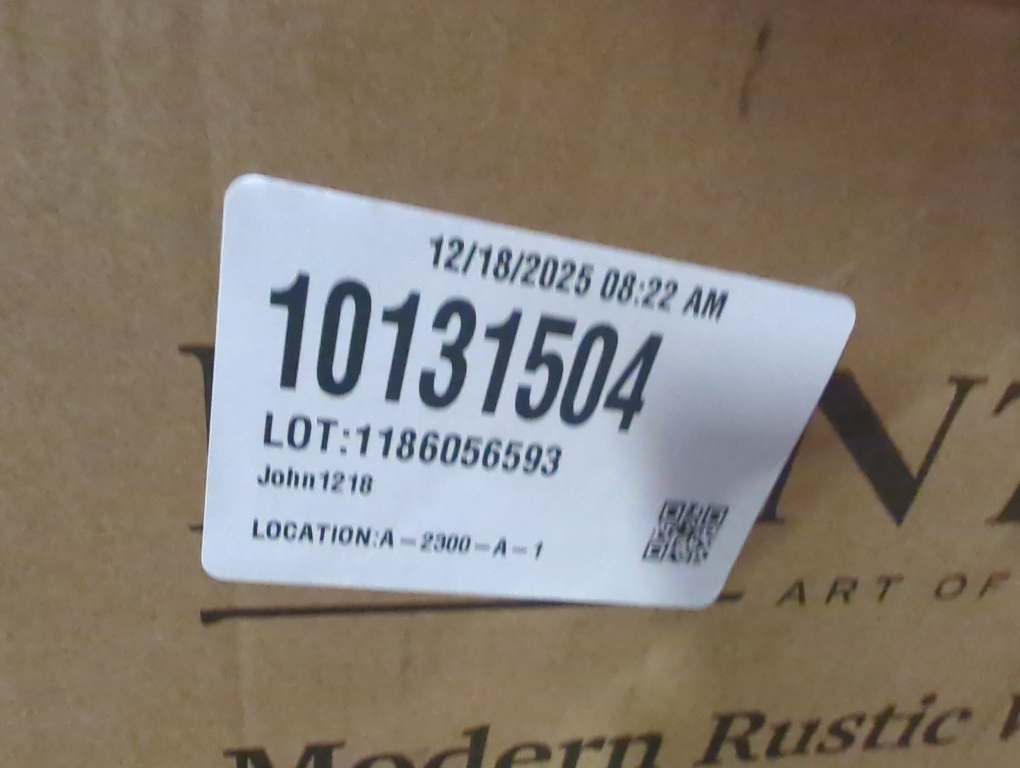 12/18/2025 08:22 AM
10131504
LOT:1186056593
John1218
LOCATION:A-2300-A-1
ART OF
Modern Rustic